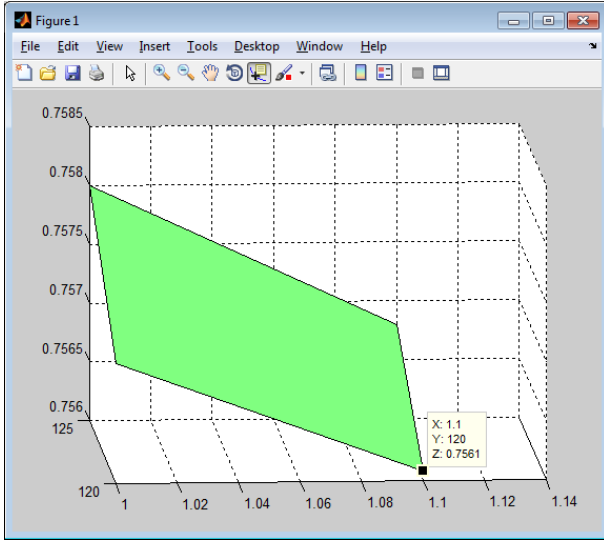 Figure 1
File Edit View Insert Tools Desktop Window Help
0.7585
0.758
0.7575
0.757
0.7565
0.756
125
120
1 1.02 1.04 1.06 1.08 1.1 1.12 1.14
X: 1.1
Y: 120
Z: 0.7561